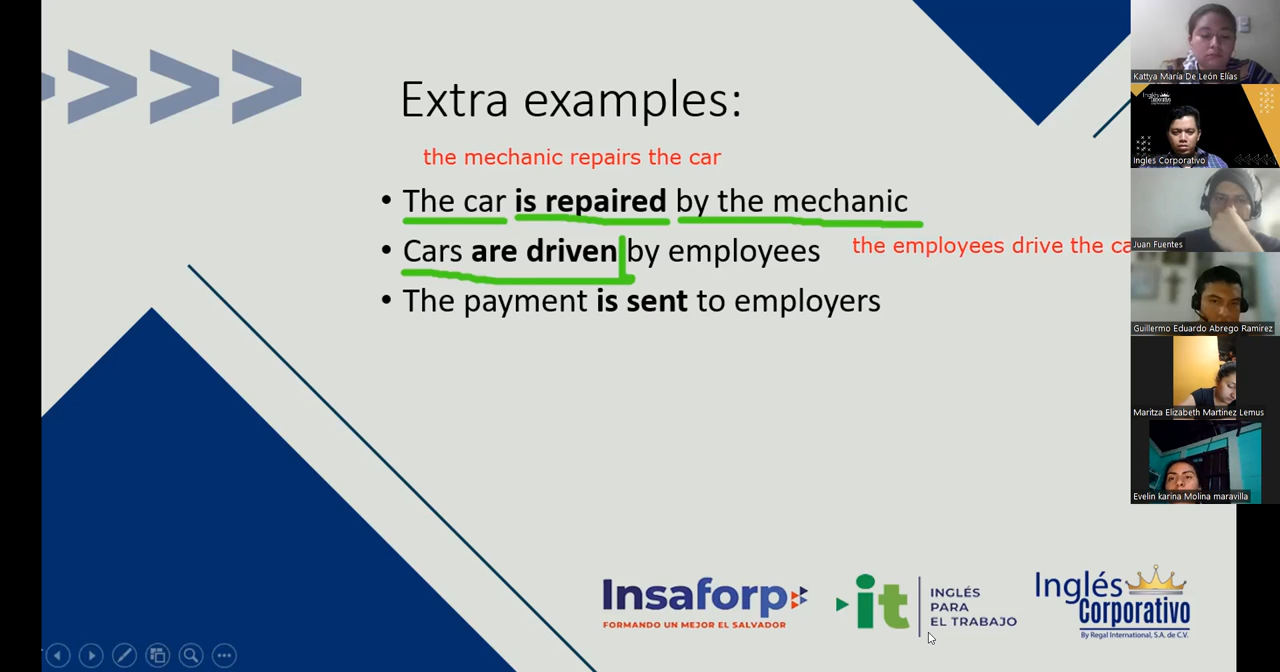 Extra examples:
the mechanic repairs the car
• The car is repaired by the mechanic
• Cars are driven by employees
the employees drive the ca
• The payment is sent to employers
Insaforp
FORMANDO UN MEJOR EL SALVADOR
it
INGLÉS
PARA
EL TRABAJO
Inglés
Corporativo
By Regal International, S.A. de C.V.
Kattya María De León Elías
Ingles Corporativo
Juan Fuentes
Guillermo Eduardo Abrego Ramirez
Maritza Elizabeth Martinez Lemus
Evelin karina Molina maravilla